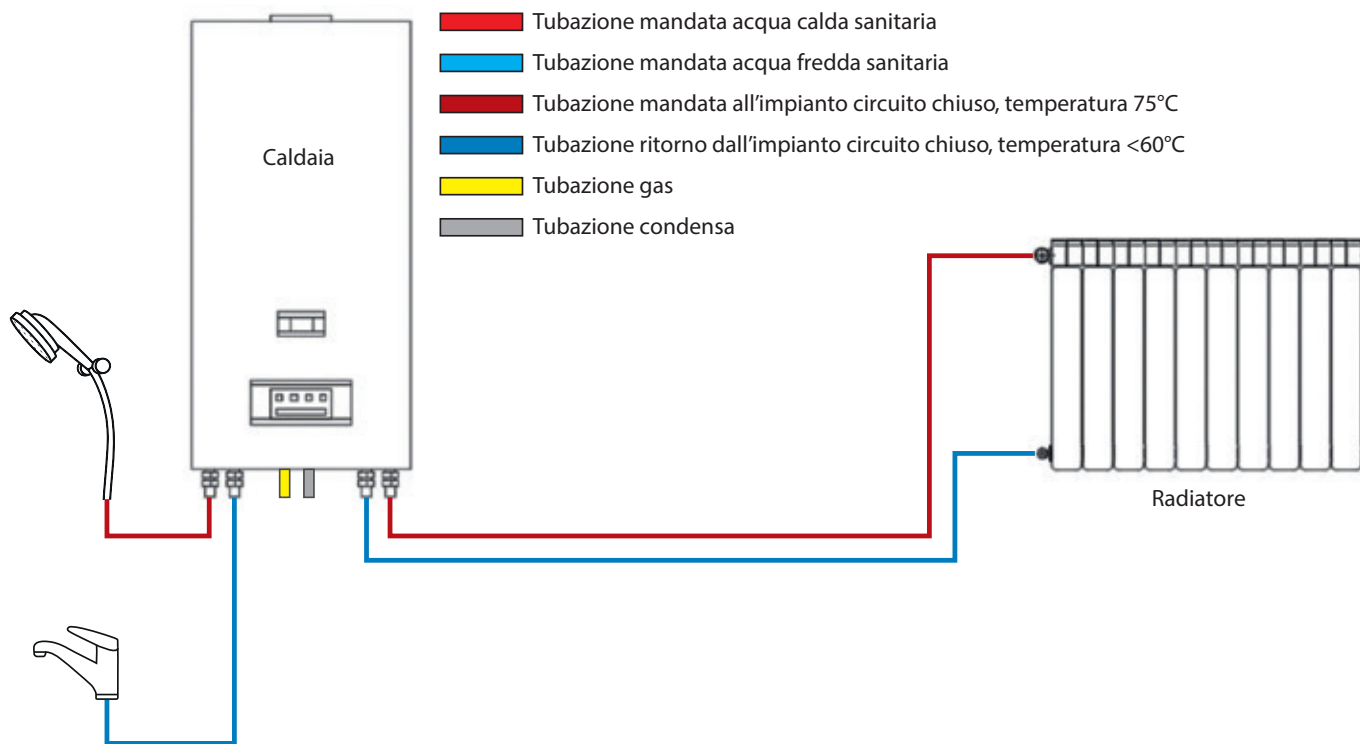 Tubazione mandata acqua calda sanitaria
Tubazione mandata acqua fredda sanitaria
Tubazione mandata all’impianto circuito chiuso, temperatura 75°C
Caldaia
Tubazione ritorno dall’impianto circuito chiuso, temperatura <60°C
Tubazione gas
Tubazione condensa
Radiatore